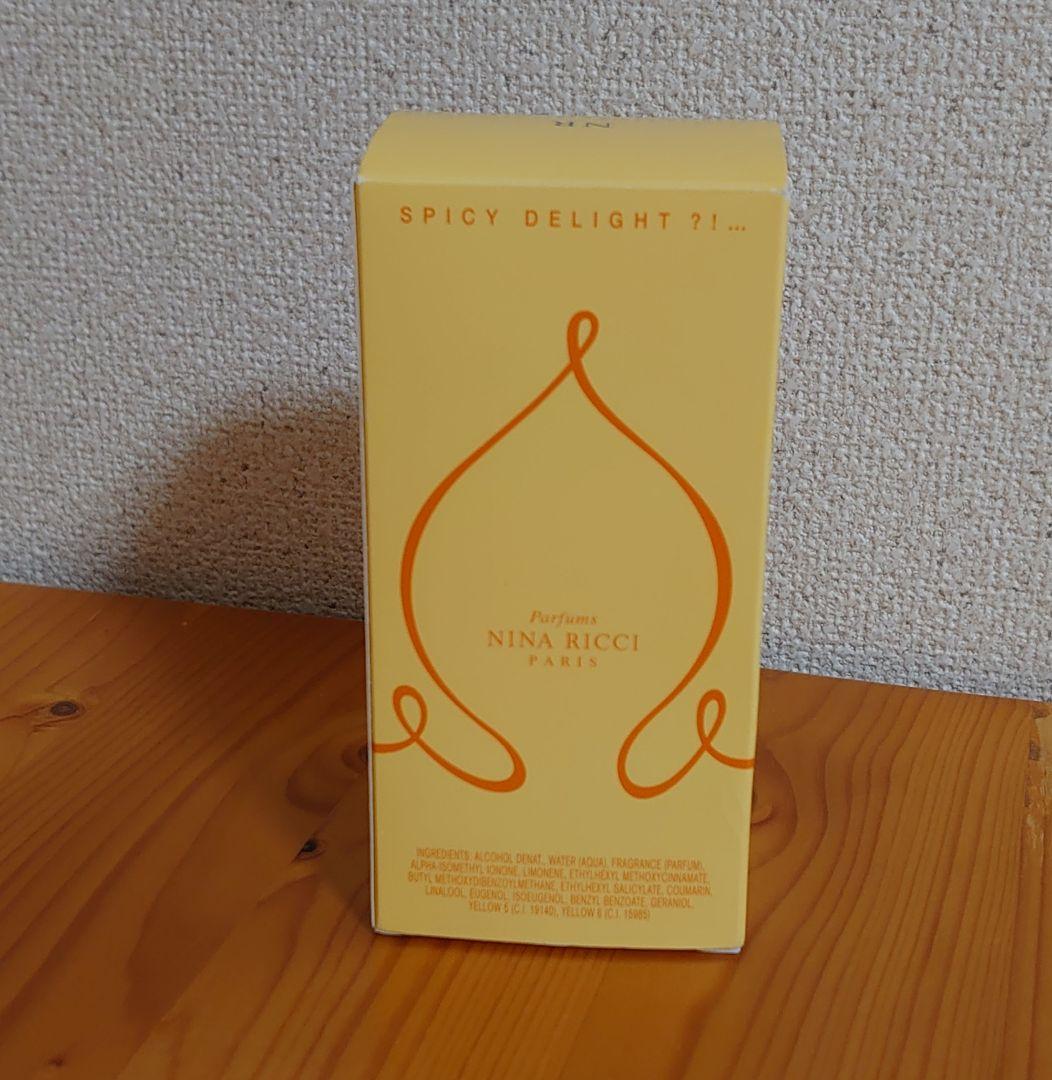 NR
SPICY DELIGHT ?!...
Parfums
NINA RICCI
PARIS
INGREDIENTS: ALCOHOL DENAT., WATER (AQUA), FRAGRANCE (PARFUM),
ALPHA-ISOMETHYL IONONE, LIMONENE, ETHYLHEXYL METHOXYCINNAMATE,
BUTYL METHOXYDIBENZOYLMETHANE, ETHYLHEXYL SALICYLATE, COUMARIN,
LINALOOL, EUGENOL, ISOEUGENOL, BENZYL BENZOATE, GERANIOL,
YELLOW 5 (C.I. 19140), YELLOW 6 (C.I. 15985)